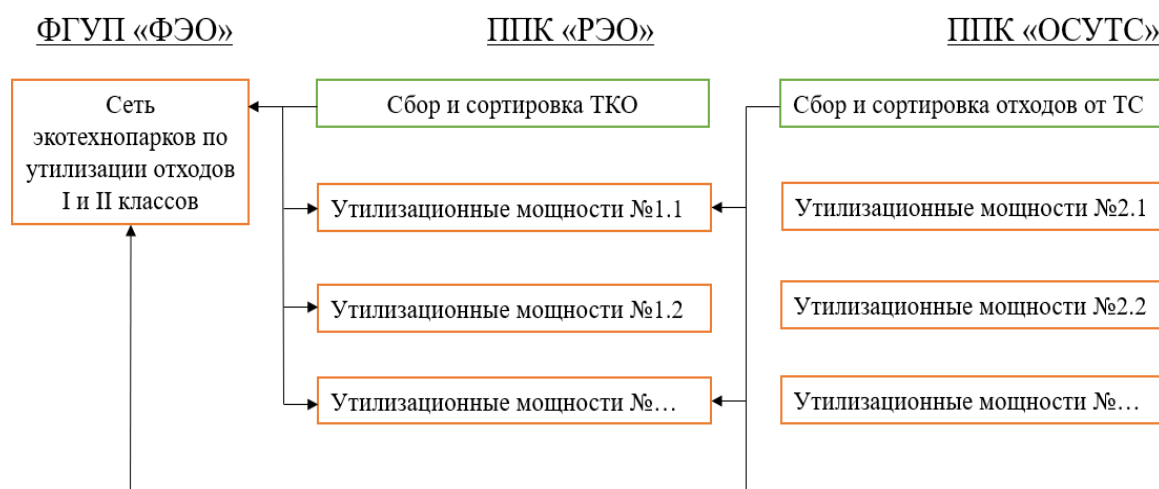 ФГУП «ФЭО»
ППК «РЭО»
ППК «ОСУТС»
Сеть
экотехнопарков по
утилизации отходов
I и II классов
Сбор и сортировка ТКО
Утилизационные мощности №1.1
Утилизационные мощности №1.2
Утилизационные мощности №…
Сбор и сортировка отходов от ТС
Утилизационные мощности №2.1
Утилизационные мощности №2.2
Утилизационные мощности №…